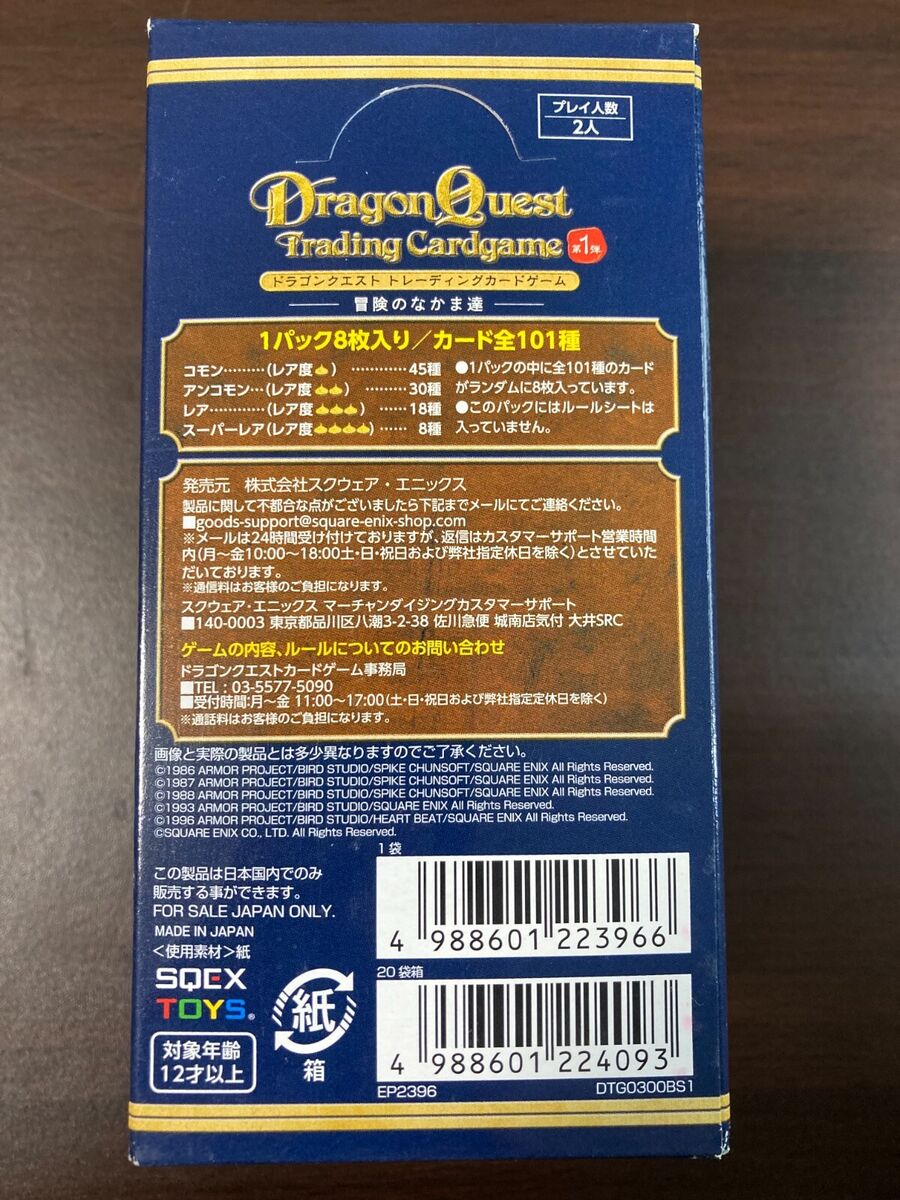 プレイ人数
2人
DragonQuest
Trading Cardgame 第1弾
ドラゴンクエスト トレーディングカードゲーム
冒険のなかま達
1パック8枚入り／カード全101種
コモン………(レア度) …………45種
アンコモン…(レア度) …………30種
レア…………(レア度) ……18種
スーパーレア(レア度) …… 8種
●1パックの中に全101種のカード
がランダムに8枚入っています。
●このパックにはルールシートは
入っていません。
発売元 株式会社スクウェア・エニックス
製品に関して不都合な点がございましたら下記までメールにてご連絡ください。
■goods-support@square-enix-shop.com
※メールは24時間受け付けておりますが、返信はカスタマーサポート営業時間
内(月〜金10:00〜18:00土・日・祝日および弊社指定休日を除く)とさせていた
だいております。
※通信料はお客様のご負担になります。
スクウェア・エニックス マーチャンダイジングカスタマーサポート
■140-0003 東京都品川区八潮3-2-38 佐川急便 城南店気付 大井SRC
ゲームの内容、ルールについてのお問い合わせ
ドラゴンクエストカードゲーム事務局
■TEL : 03-5577-5090
■受付時間:月〜金 11:00〜17:00(土・日・祝日および弊社指定定休日を除く)
※通話料はお客様のご負担になります。
画像と実際の製品とは多少異なりますのでご了承ください。
©1986 ARMOR PROJECT/BIRD STUDIO/SPIKE CHUNSOFT/SQUARE ENIX All Rights Reserved.
©1987 ARMOR PROJECT/BIRD STUDIO/SPIKE CHUNSOFT/SQUARE ENIX All Rights Reserved.
©1988 ARMOR PROJECT/BIRD STUDIO/SPIKE CHUNSOFT/SQUARE ENIX All Rights Reserved.
©1993 ARMOR PROJECT/BIRD STUDIO/SQUARE ENIX All Rights Reserved.
©1996 ARMOR PROJECT/BIRD STUDIO/HEART BEAT/SQUARE ENIX All Rights Reserved.
©SQUARE ENIX CO., LTD. All Rights Reserved.
この製品は日本国内でのみ
販売する事ができます。
FOR SALE JAPAN ONLY.
MADE IN JAPAN
＜使用素材＞紙
SQEX
TOYS®
対象年齢
12才以上
紙
箱
1袋
4 988601 223966
20袋箱
4 988601 224093
EP2396
DTG0300BS1